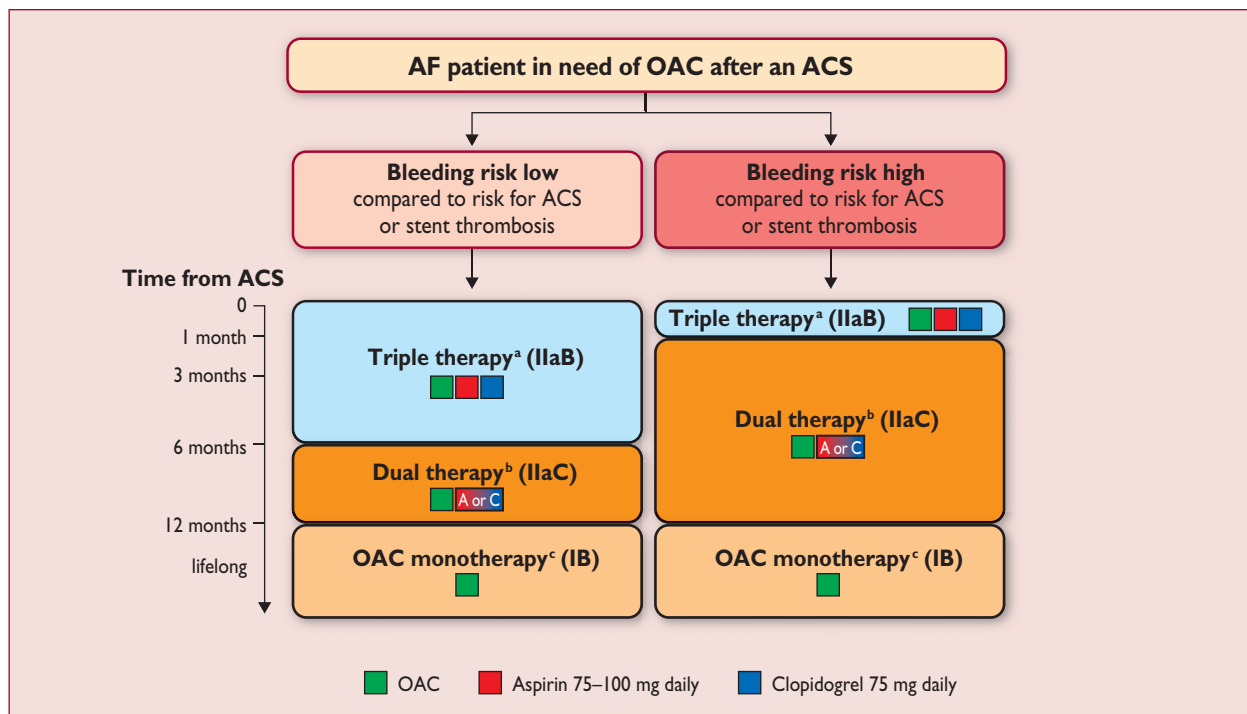 AF patient in need of OAC after an ACS
Bleeding risk low
compared to risk for ACS
or stent thrombosis
Bleeding risk high
compared to risk for ACS
or stent thrombosis
Time from ACS
0
1 month
3 months
6 months
12 months
lifelong
Triple therapyᵃ (IIaB)
Dual therapyᵇ (IIaC)
A or C
OAC monotherapyᶜ (IB)
Triple therapyᵃ (IIaB)
Dual therapyᵇ (IIaC)
A or C
OAC monotherapyᶜ (IB)
OAC
Aspirin 75–100 mg daily
Clopidogrel 75 mg daily